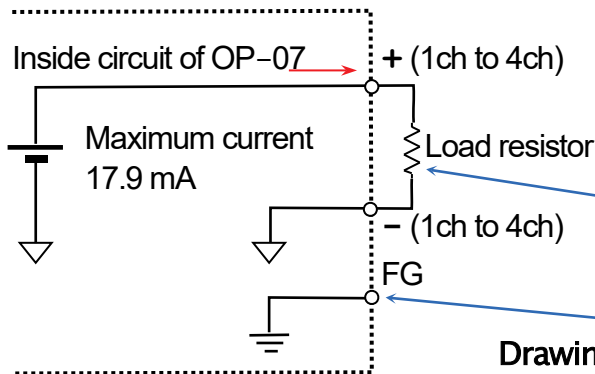 Inside circuit of OP-07
+ (1ch to 4ch)
Maximum current
17.9 mA
Load resistor
- (1ch to 4ch)
FG
Drawin